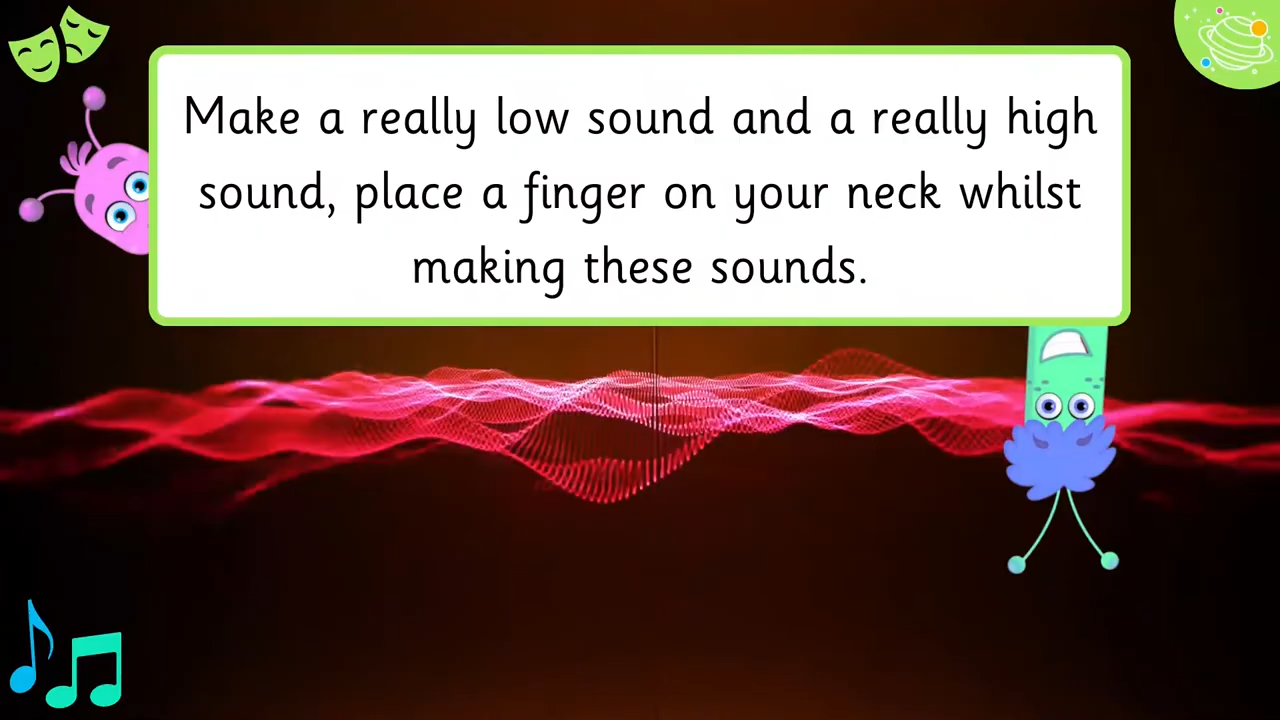 Make a really low sound and a really high
sound, place a finger on your neck whilst
making these sounds.